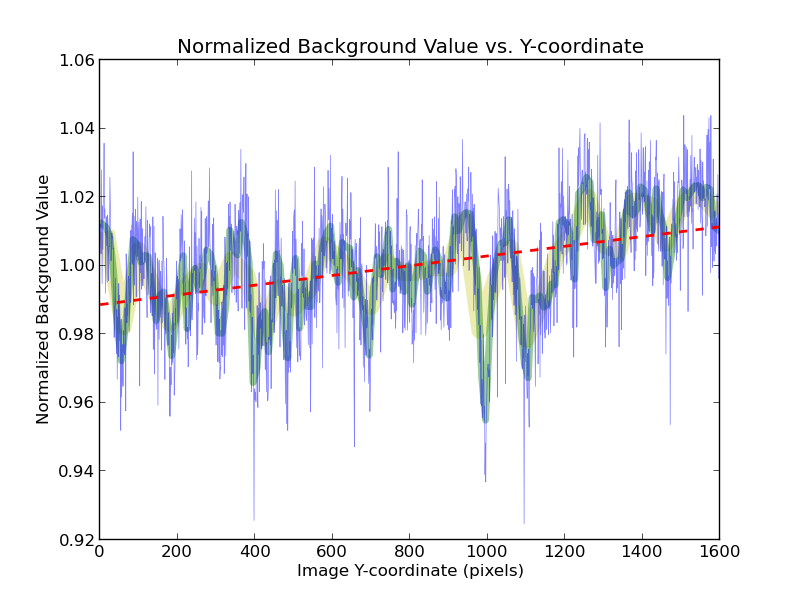 Normalized Background Value vs. Y-coordinate
1.06
1.04
1.02
1.00
0.98
0.96
0.94
0.92
Normalized Background Value
0 200 400 600 800 1000 1200 1400 1600
Image Y-coordinate (pixels)